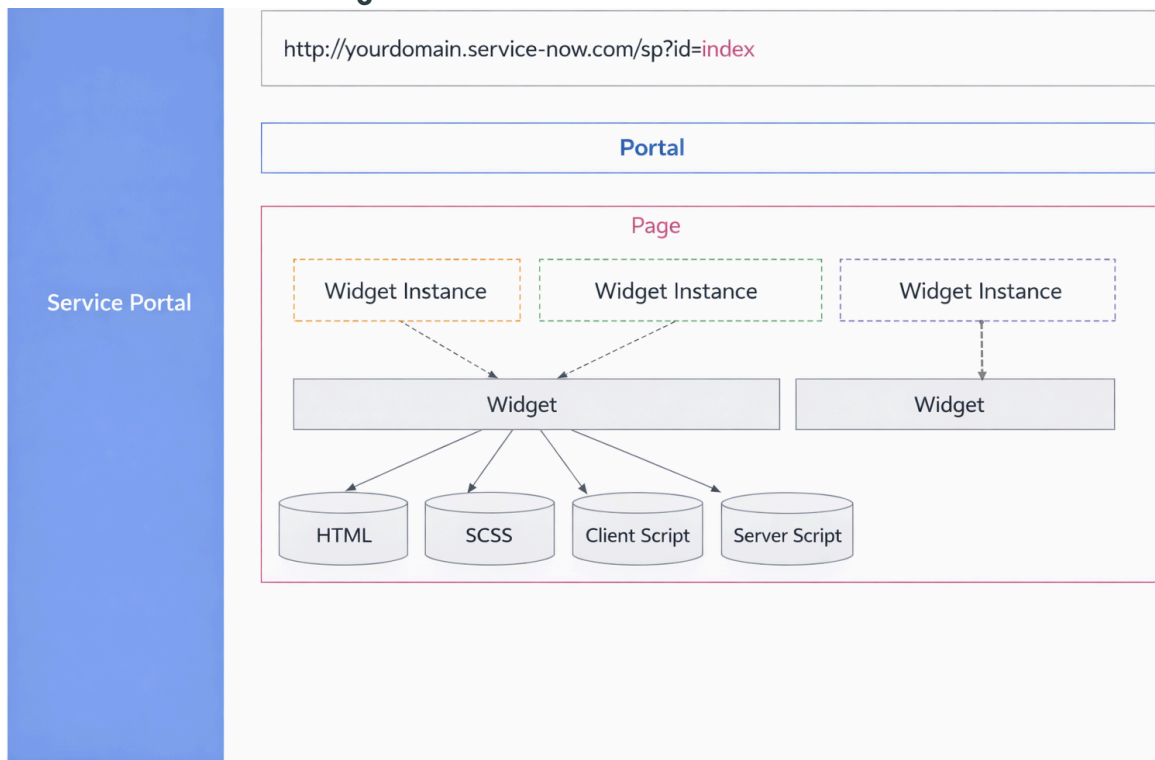 http://yourdomain.service-now.com/sp?id=index
Portal
Page
Service Portal
Widget Instance
Widget Instance
Widget Instance
Widget
Widget
HTML
SCSS
Client Script
Server Script